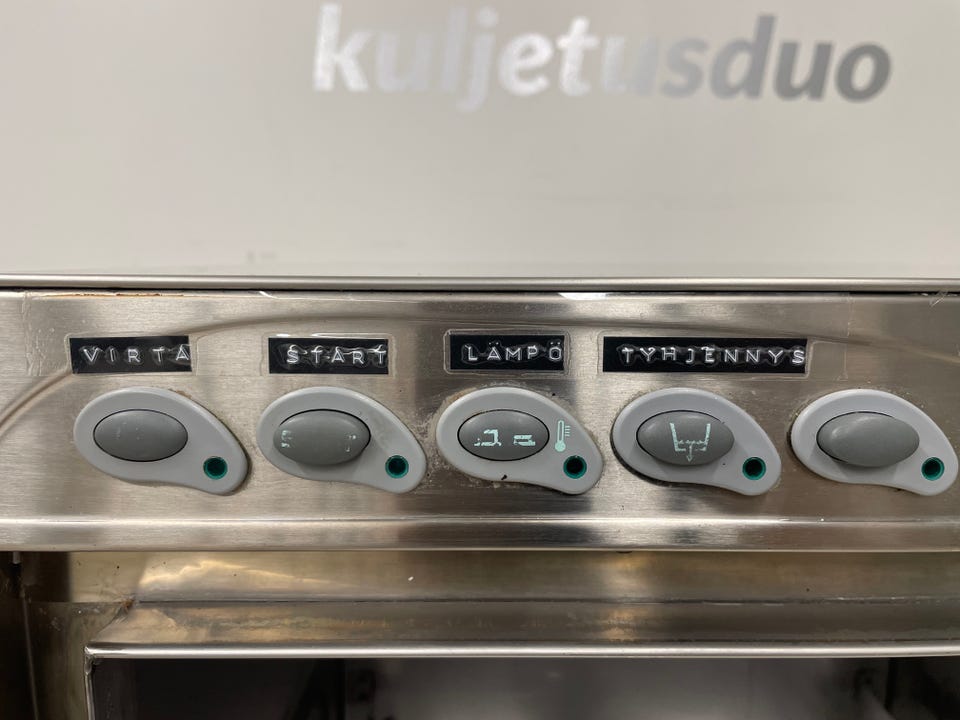 kuljetusduo
VIRTA START LÄMPÖ TYHJENNYS